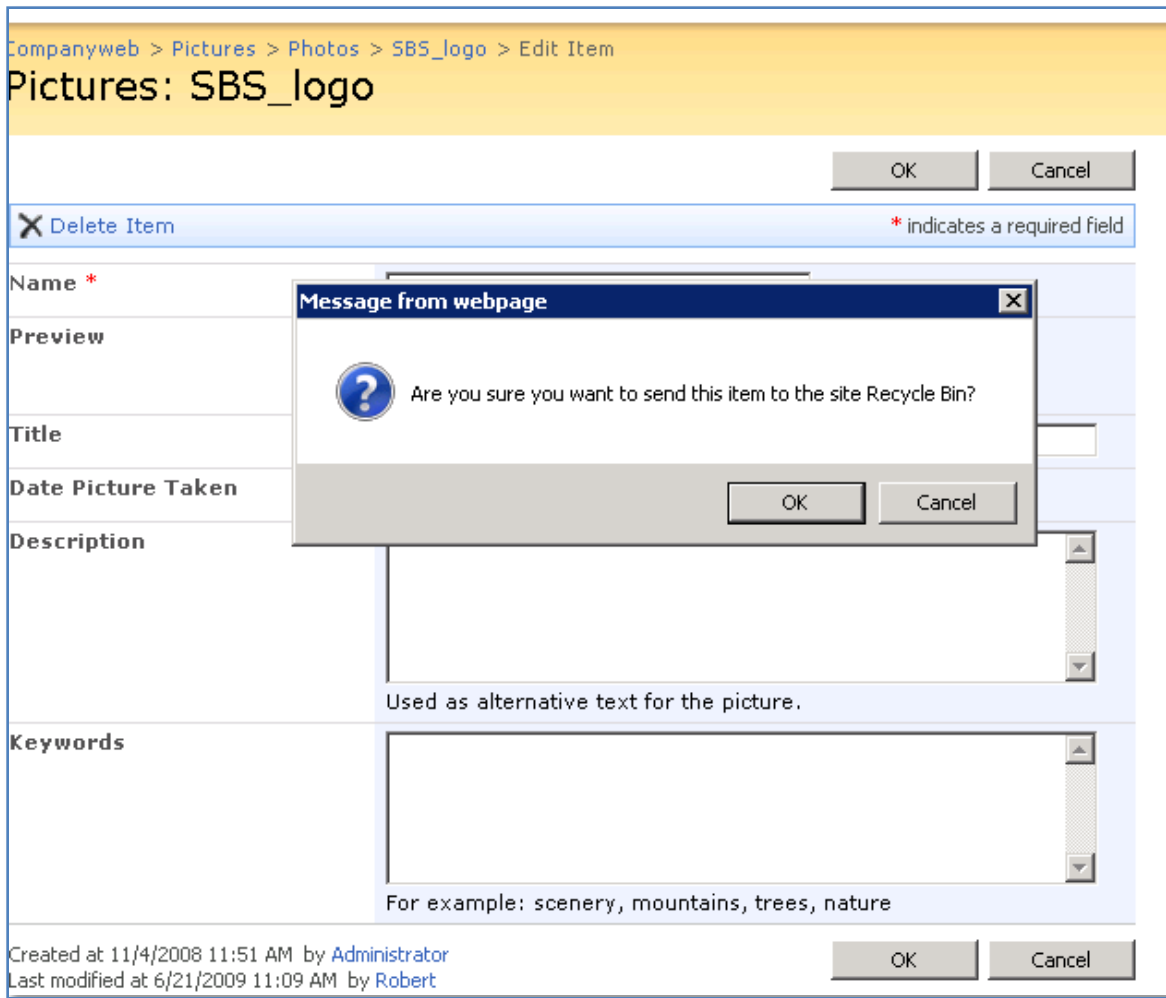 Companyweb > Pictures > Photos > SBS_logo > Edit Item
Pictures: SBS_logo
OK Cancel
Delete Item * indicates a required field
Name *
Message from webpage
Preview
Are you sure you want to send this item to the site Recycle Bin?
Title
Date Picture Taken
OK Cancel
Description
Used as alternative text for the picture.
Keywords
For example: scenery, mountains, trees, nature
Created at 11/4/2008 11:51 AM by Administrator
OK Cancel
Last modified at 6/21/2009 11:09 AM by Robert